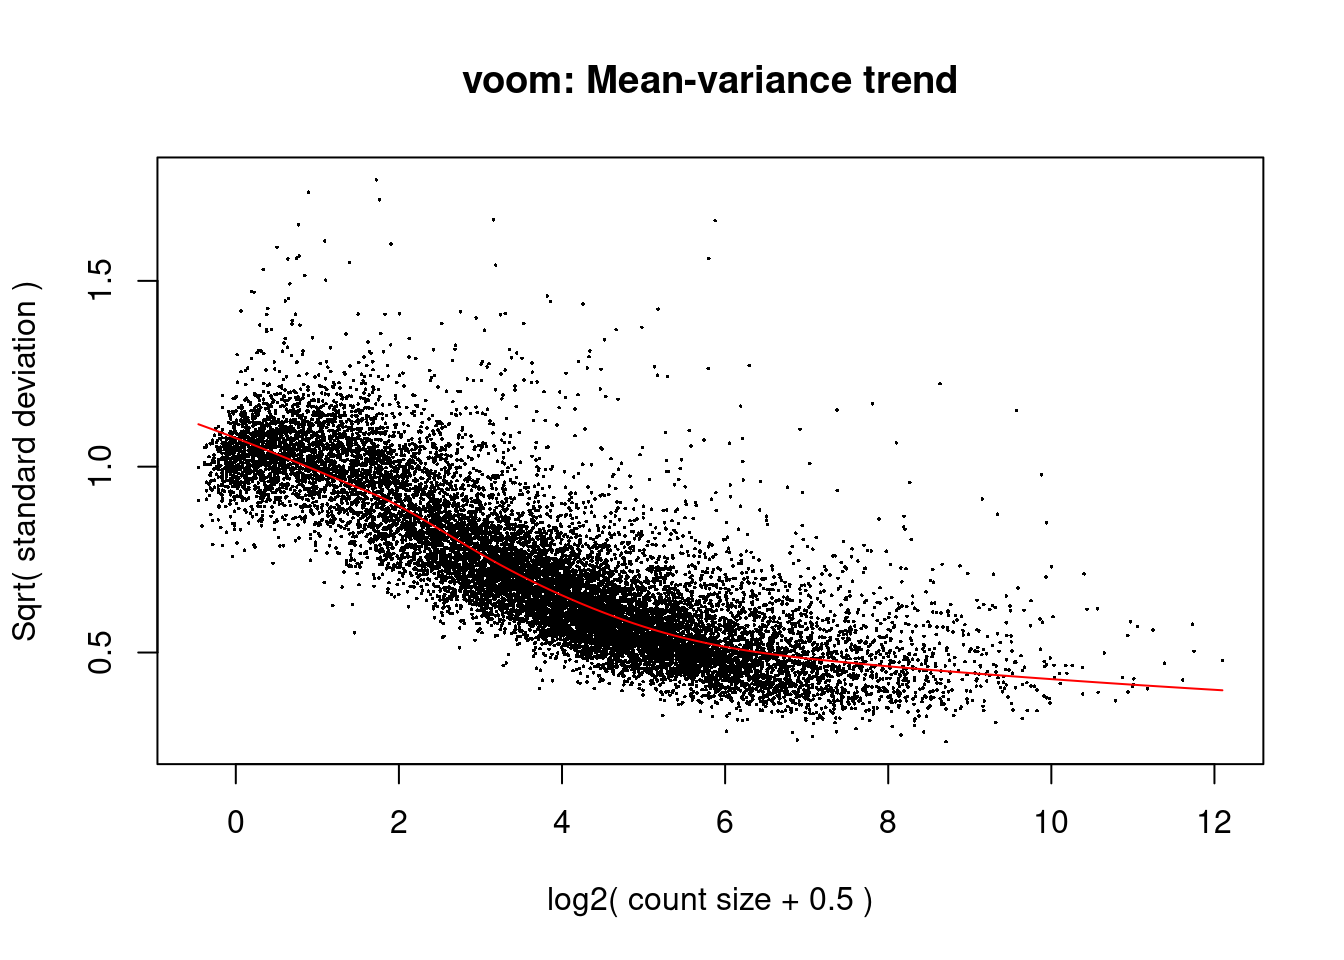 voom: Mean-variance trend
Sqrt( standard deviation )
1.5
1.0
0.5
0 2 4 6 8 10 12
log2( count size + 0.5 )